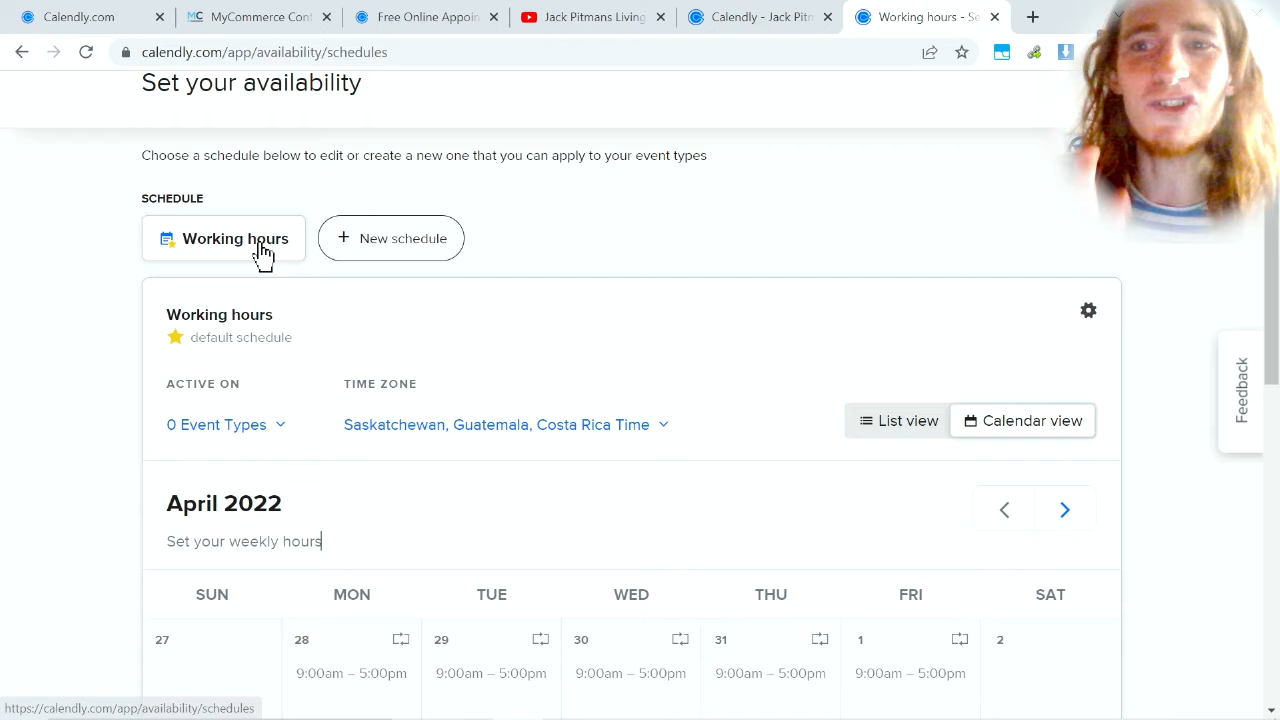 Calendly.com
MyCommerce Cont
Free Online Appoin
Jack Pitmans Living
Calendly - Jack Pitn
Working hours - Se
calendly.com/app/availability/schedules
Set your availability
Choose a schedule below to edit or create a new one that you can apply to your event types
SCHEDULE
Working hours
+ New schedule
Working hours
default schedule
ACTIVE ON
TIME ZONE
0 Event Types
Saskatchewan, Guatemala, Costa Rica Time
List view
Calendar view
Feedback
April 2022
Set your weekly hours
SUN MON TUE WED THU FRI SAT
27 28 29 30 31 1 2
9:00am – 5:00pm 9:00am – 5:00pm 9:00am – 5:00pm 9:00am – 5:00pm 9:00am – 5:00pm
https://calendly.com/app/availability/schedules